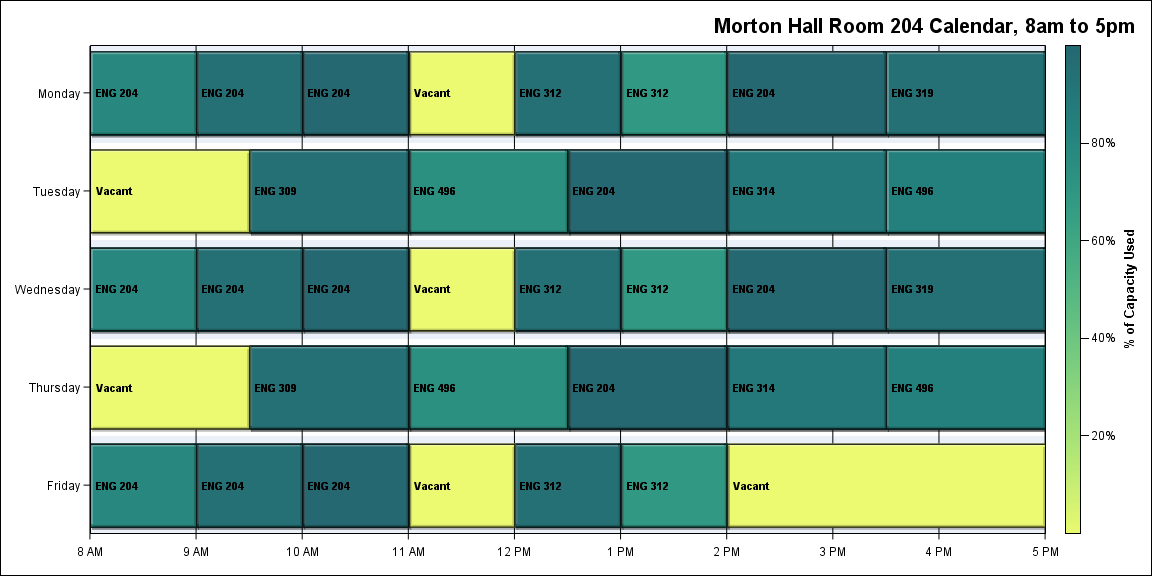 Morton Hall Room 204 Calendar, 8am to 5pm
Monday
ENG 204
ENG 204
ENG 204
Vacant
ENG 312
ENG 312
ENG 204
ENG 319
Tuesday
Vacant
ENG 309
ENG 496
ENG 204
ENG 314
ENG 496
Wednesday
ENG 204
ENG 204
ENG 204
Vacant
ENG 312
ENG 312
ENG 204
ENG 319
Thursday
Vacant
ENG 309
ENG 496
ENG 204
ENG 314
ENG 496
Friday
ENG 204
ENG 204
ENG 204
Vacant
ENG 312
ENG 312
Vacant
8 AM
9 AM
10 AM
11 AM
12 PM
1 PM
2 PM
3 PM
4 PM
5 PM
80%
60%
40%
20%
% of Capacity Used